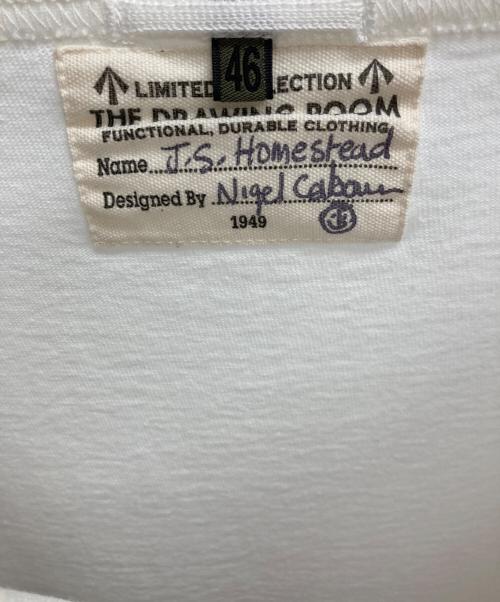 LIMITED 46 ECTION
THE DRAWING ROOM
FUNCTIONAL, DURABLE CLOTHING
Name J.S. Homestead
Designed By Nigel Cabourn
1949